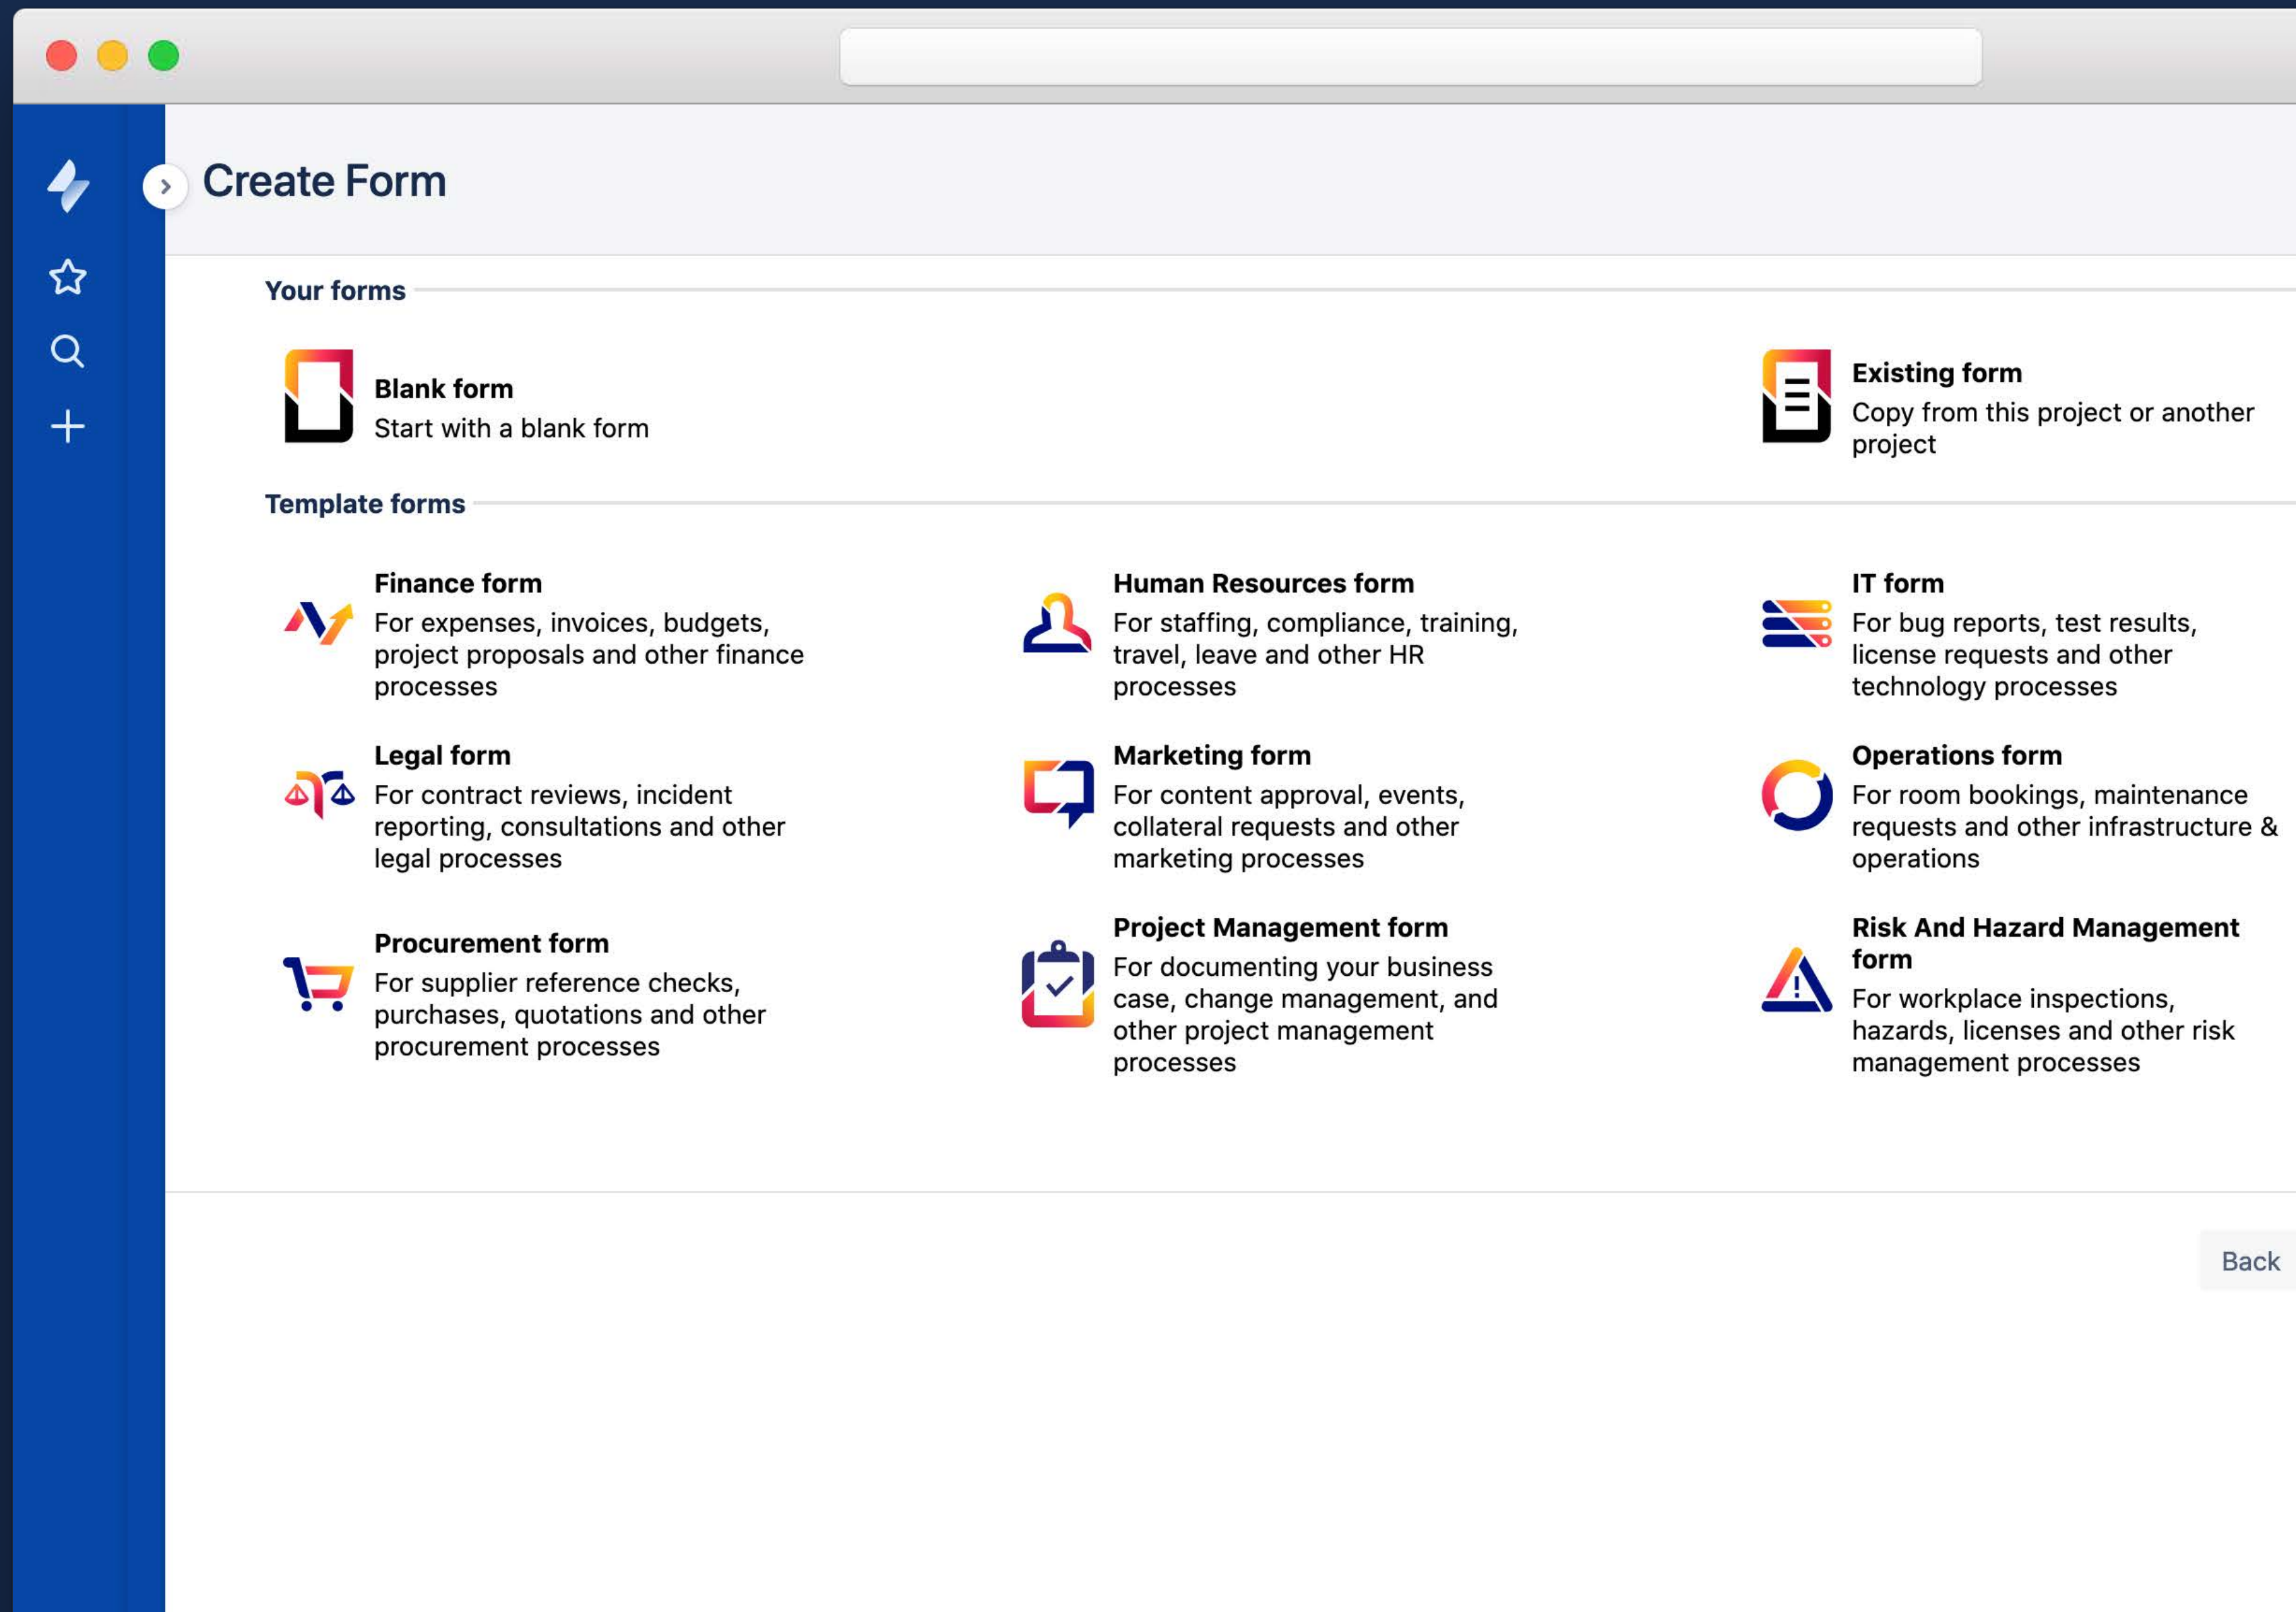 Create Form
Your forms
Blank form
Start with a blank form
Existing form
Copy from this project or another
project
Template forms
Finance form
For expenses, invoices, budgets,
project proposals and other finance
processes
Human Resources form
For staffing, compliance, training,
travel, leave and other HR
processes
IT form
For bug reports, test results,
license requests and other
technology processes
Legal form
For contract reviews, incident
reporting, consultations and other
legal processes
Marketing form
For content approval, events,
collateral requests and other
marketing processes
Operations form
For room bookings, maintenance
requests and other infrastructure &
operations
Procurement form
For supplier reference checks,
purchases, quotations and other
procurement processes
Project Management form
For documenting your business
case, change management, and
other project management
processes
Risk And Hazard Management
form
For workplace inspections,
hazards, licenses and other risk
management processes
Back